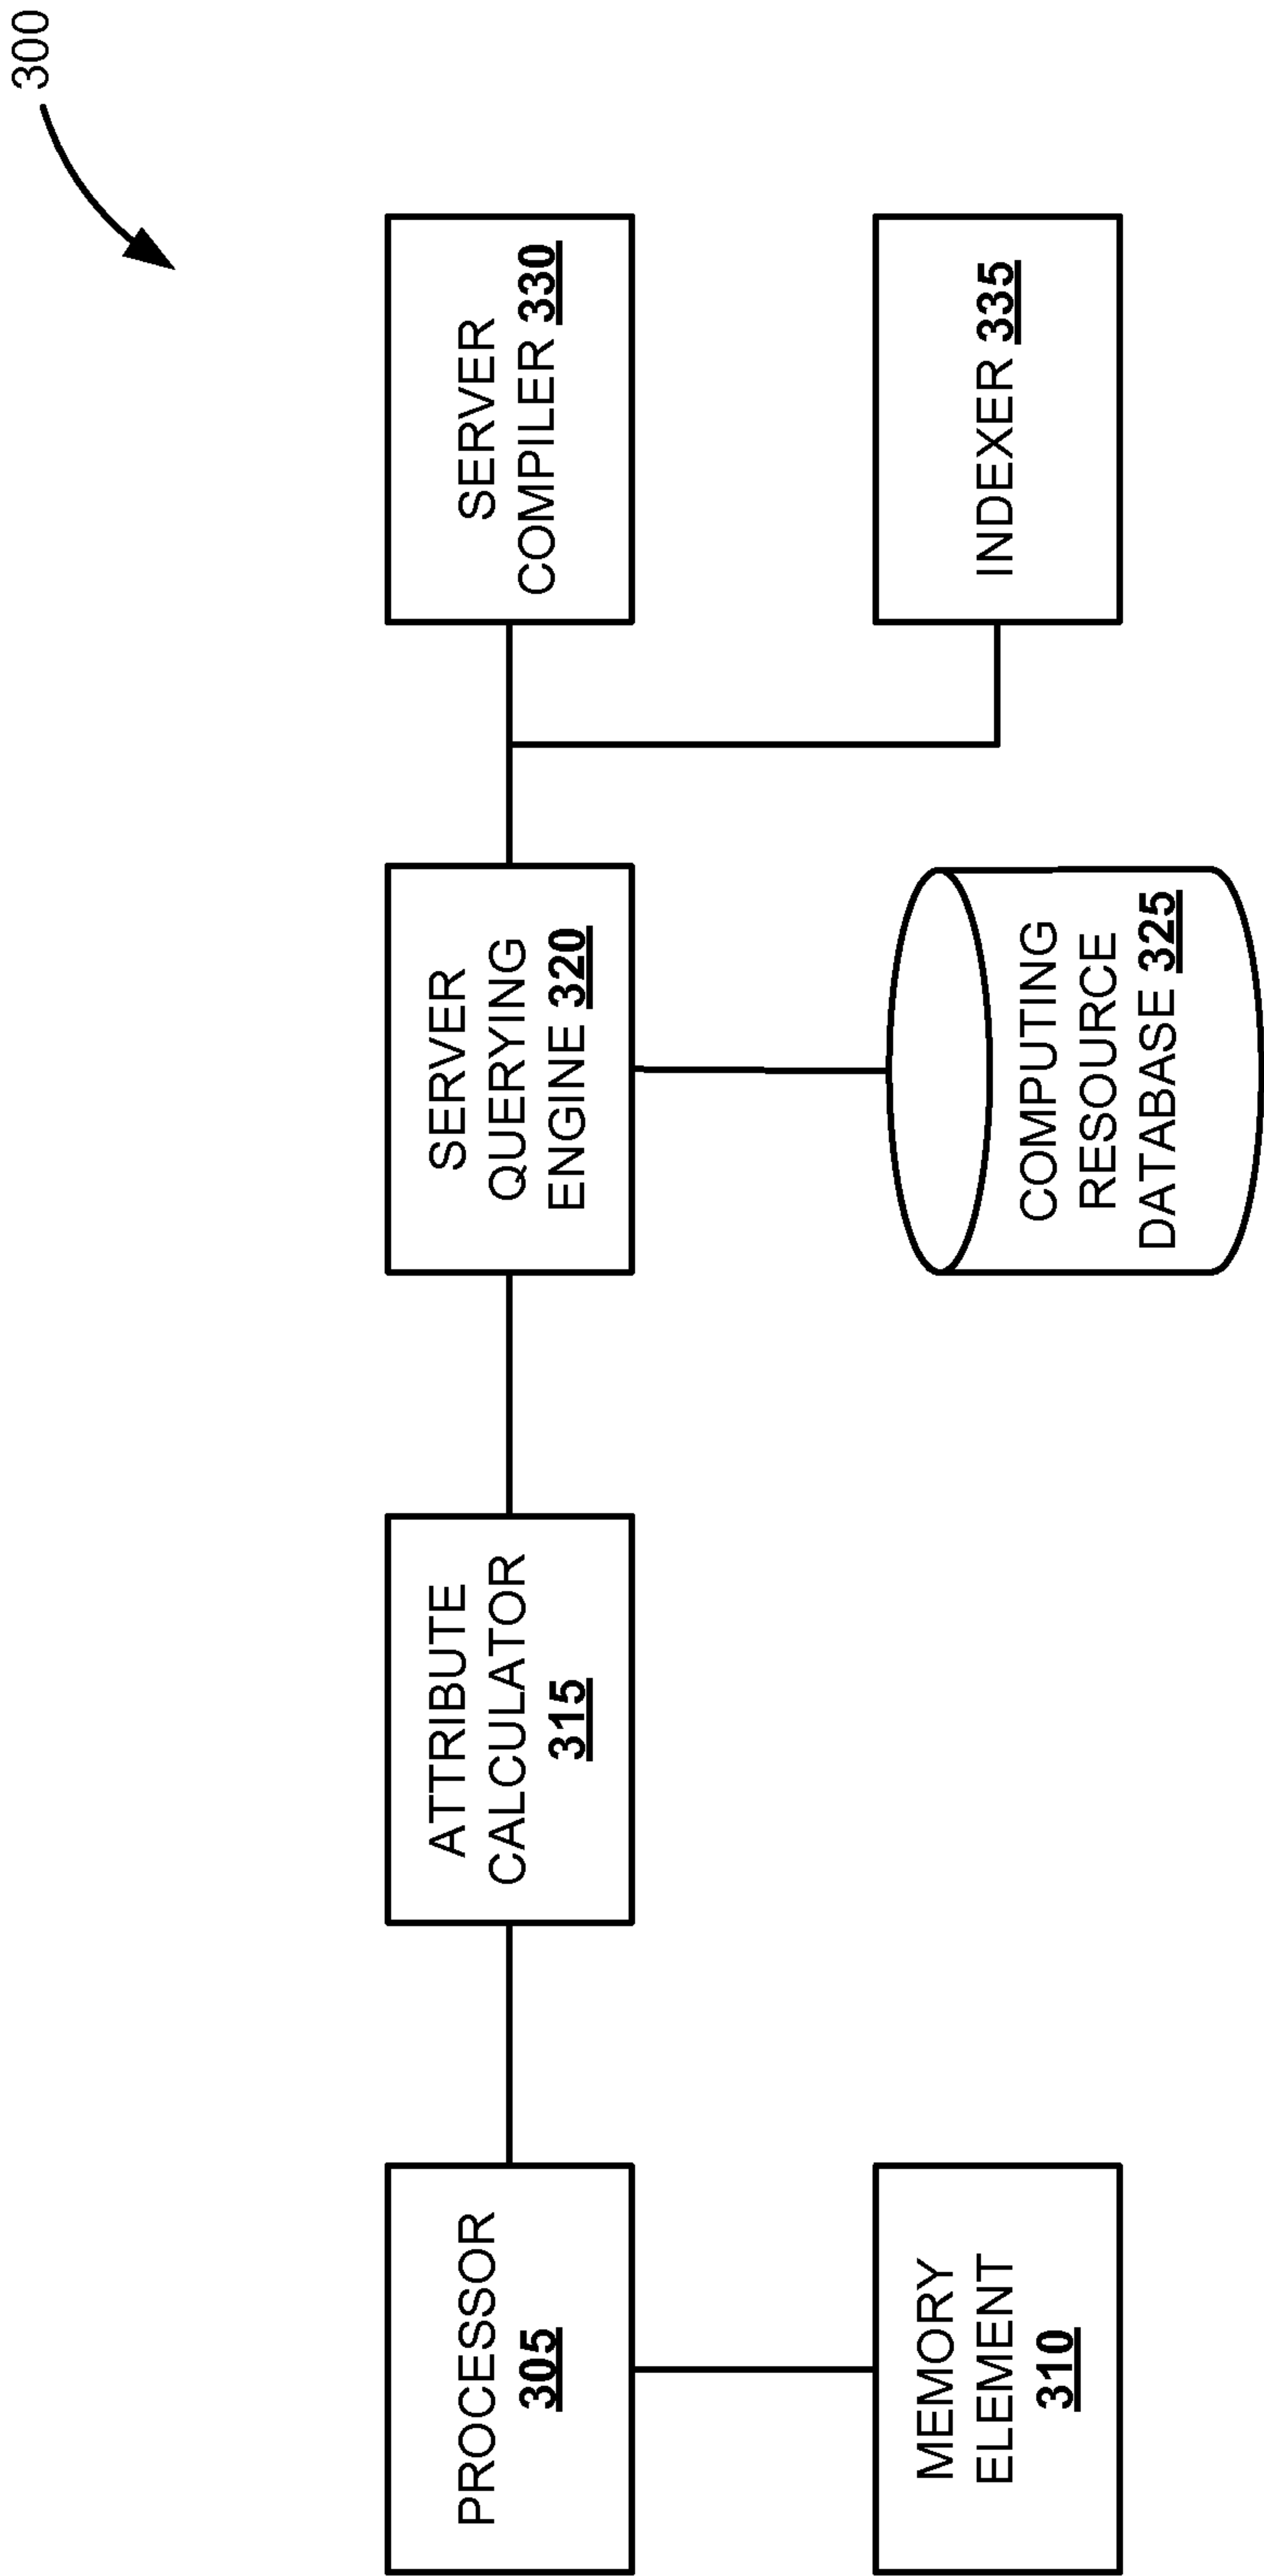 300
PROCESSOR
305
ATTRIBUTE
CALCULATOR
315
SERVER
QUERYING
ENGINE 320
SERVER
COMPILER 330
MEMORY
ELEMENT
310
COMPUTING
RESOURCE
DATABASE 325
INDEXER 335